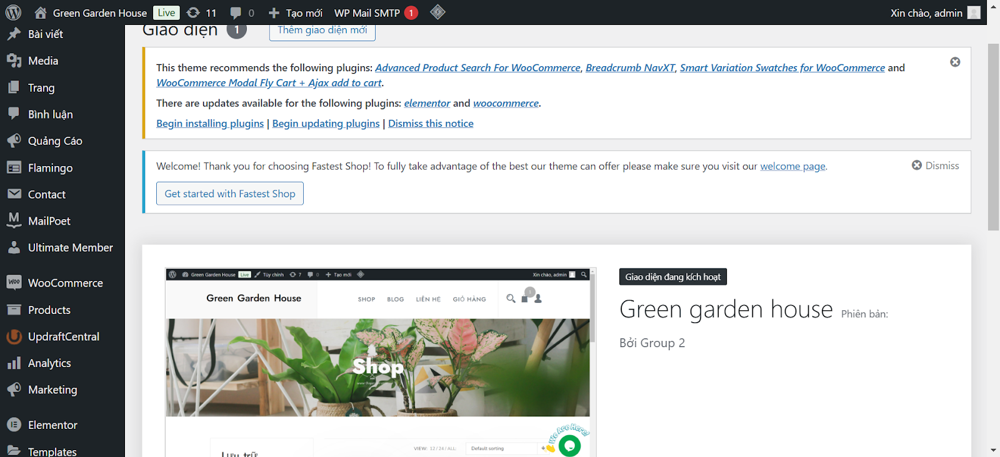 Green Garden House Live 11 0 Tạo mới WP Mail SMTP 1 Xin chào, admin
Bài viết
Media
Trang
Bình luận
Quảng Cáo
Flamingo
Contact
MailPoet
Ultimate Member
WooCommerce
Products
UpdraftCentral
Analytics
Marketing
Elementor
Templates
Giao diện 1 Thêm giao diện mới
This theme recommends the following plugins: Advanced Product Search For WooCommerce, Breadcrumb NavXT, Smart Variation Swatches for WooCommerce and
WooCommerce Modal Fly Cart + Ajax add to cart.
There are updates available for the following plugins: elementor and woocommerce.
Begin installing plugins | Begin updating plugins | Dismiss this notice
Welcome! Thank you for choosing Fastest Shop! To fully take advantage of the best our theme can offer please make sure you visit our welcome page. Dismiss
Get started with Fastest Shop
Green Garden House Live Tùy chỉnh 7 0 Tạo mới Xin chào, admin
Green Garden House SHOP BLOG LIÊN HỆ GIỎ HÀNG 1
Shop
We Are Here!
VIEW: 12 / 24 / ALL: Default sorting
Lưu trữ
Giao diện đang kích hoạt
Green garden house Phiên bản:
Bởi Group 2